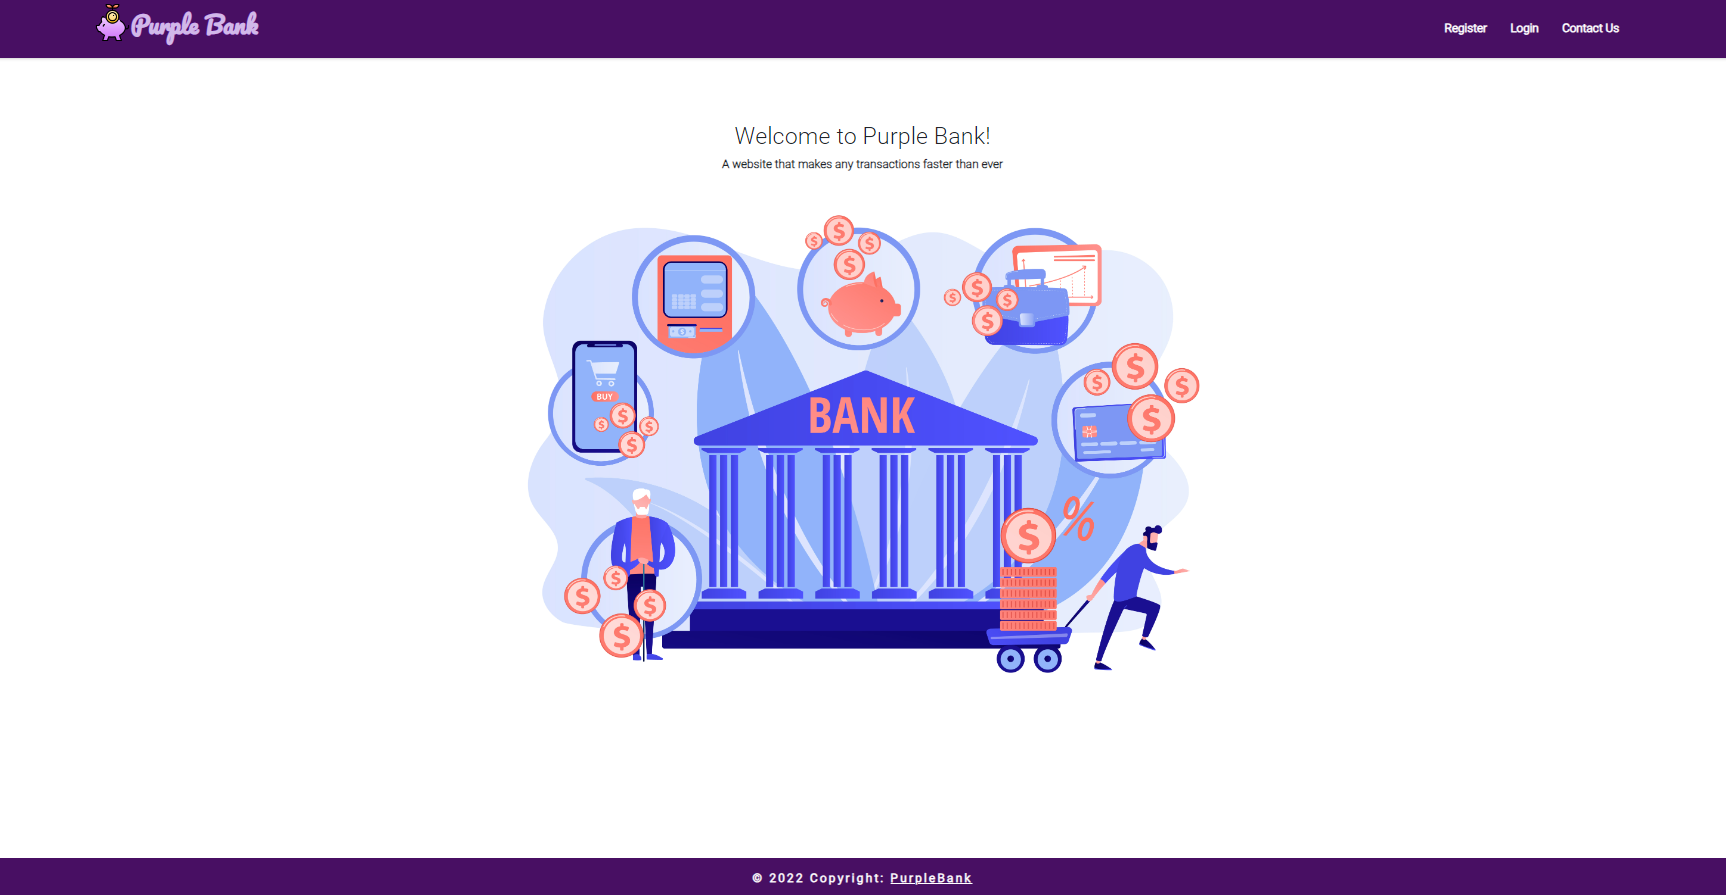 Purple Bank
Register Login Contact Us
Welcome to Purple Bank!
A website that makes any transactions faster than ever
$ $ $ $
$ $ $ $
$
BUY
$ $ $ $
$ $ $ $
BANK
%
$
$ $ $ $
© 2022 Copyright: PurpleBank